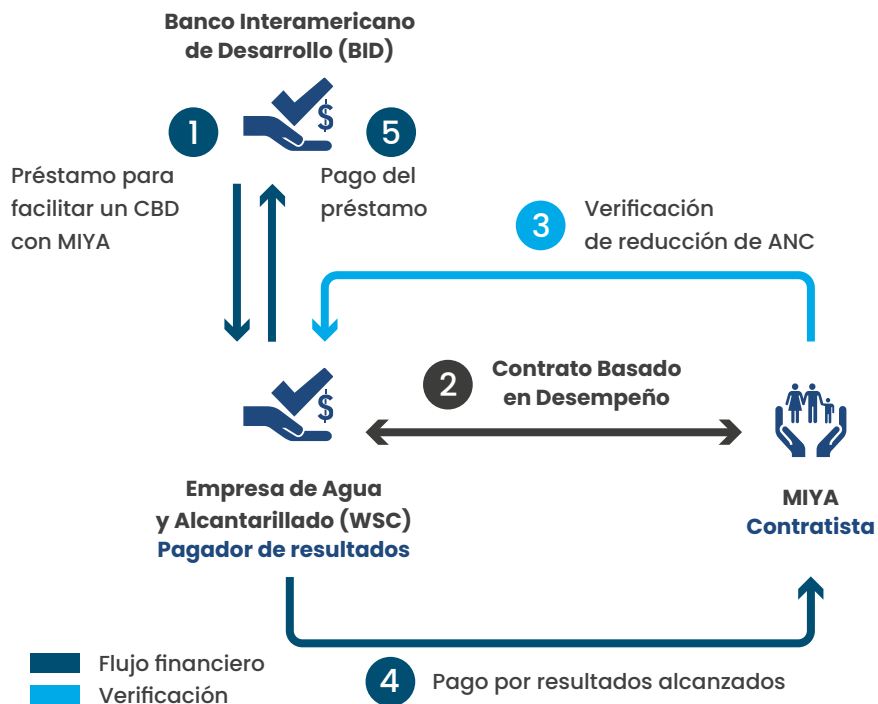 Banco Interamericano
de Desarrollo (BID)
$
1
5
Préstamo para
facilitar un CBD
con MIYA
Pago del
préstamo
3
Verificación
de reducción de ANC
2
Contrato Basado
en Desempeño
$
Empresa de Agua
y Alcantarillado (WSC)
Pagador de resultados
MIYA
Contratista
Flujo financiero
Verificación
4
Pago por resultados alcanzados